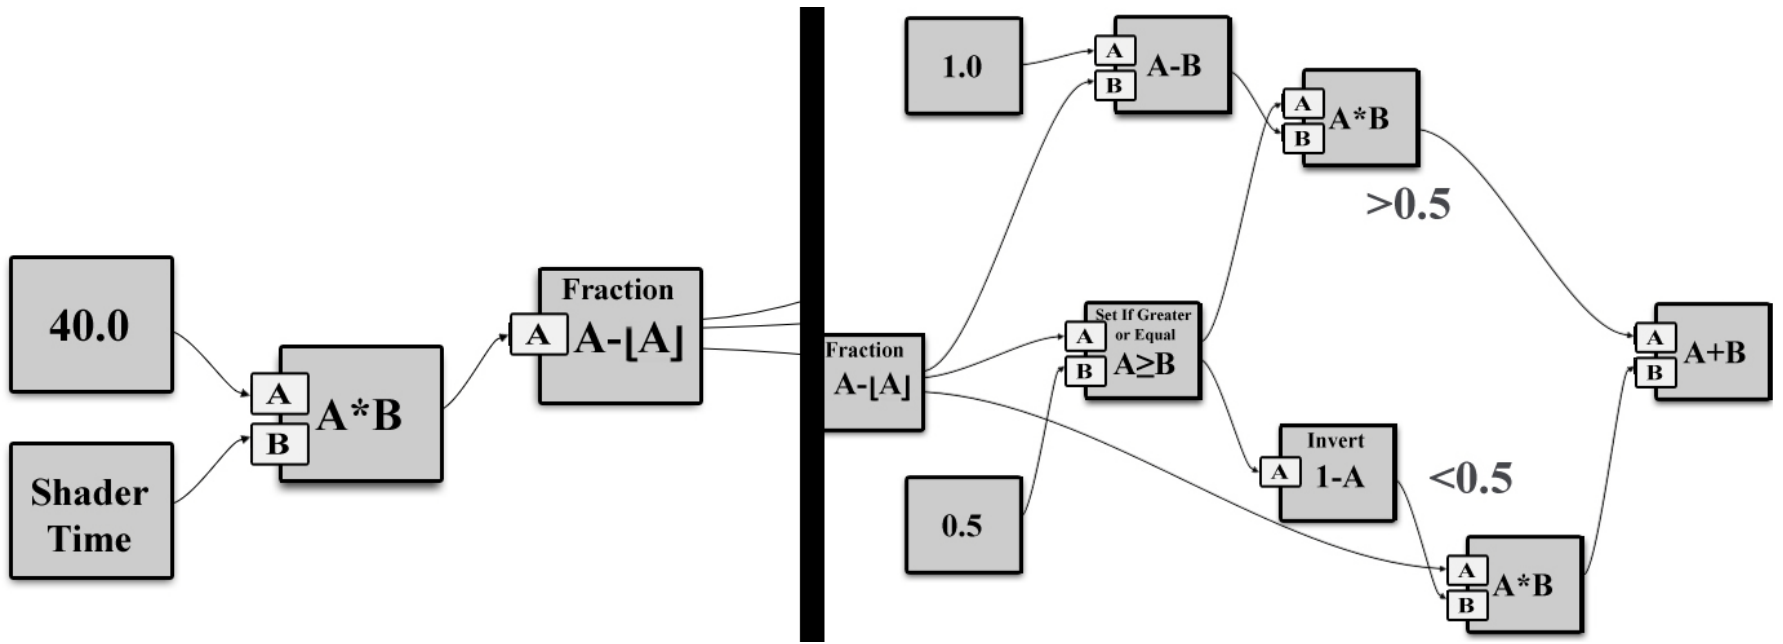 40.0
Shader
Time
A
B
A*B
A
Fraction
A-⌊A⌋
Fraction
A-⌊A⌋
1.0
A
B
A-B
A
B
A*B
>0.5
A
B
Set If Greater
or Equal
A≥B
0.5
A
Invert
1-A
<0.5
A
B
A*B
A
B
A+B